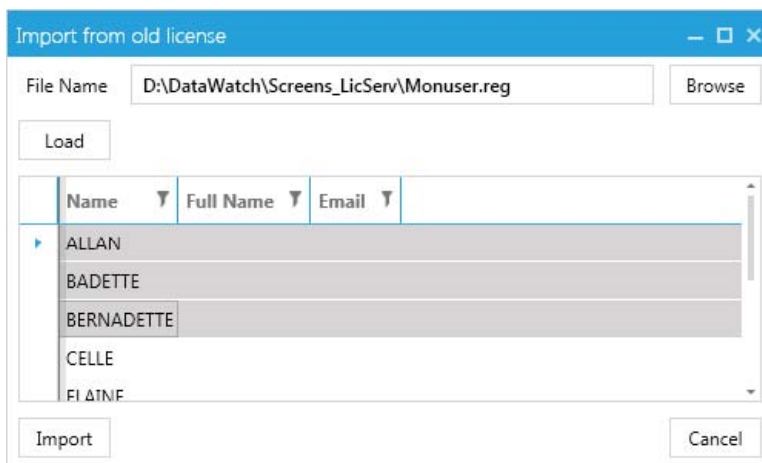 Import from old license
File Name D:\DataWatch\Screens_LicServ\Monuser.reg Browse
Load
Name Full Name Email
ALLAN
BADETTE
BERNADETTE
CELLE
ELAINE
Import Cancel